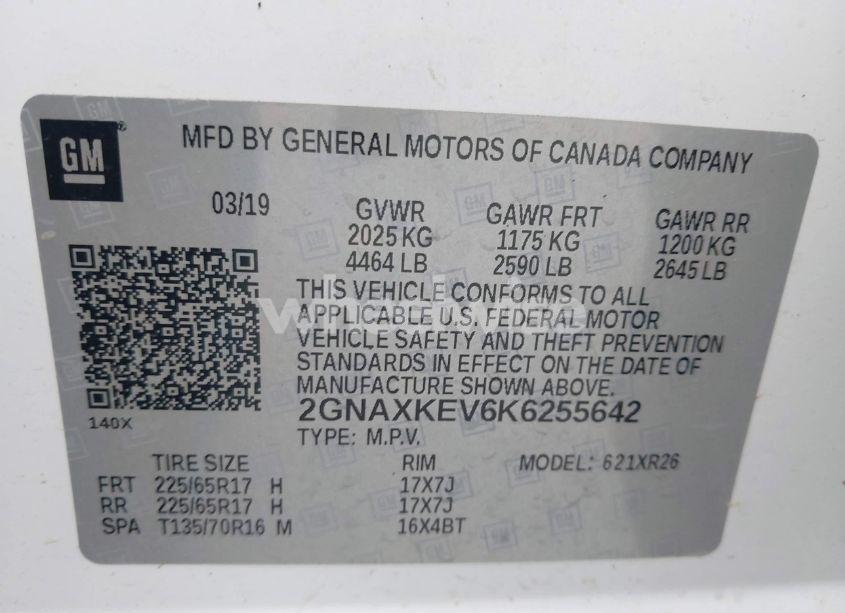 GM
MFD BY GENERAL MOTORS OF CANADA COMPANY
03/19 GVWR GAWR FRT GAWR RR
2025 KG 1175 KG 1200 KG
4464 LB 2590 LB 2645 LB
THIS VEHICLE CONFORMS TO ALL
APPLICABLE U.S. FEDERAL MOTOR
VEHICLE SAFETY AND THEFT PREVENTION
STANDARDS IN EFFECT ON THE DATE OF
MANUFACTURE SHOWN ABOVE.
2GNAXKEV6K6255642
140X
TYPE: M.P.V.
TIRE SIZE RIM MODEL: 621XR26
FRT 225/65R17 H 17X7J
RR 225/65R17 H 17X7J
SPA T135/70R16 M 16X4BT